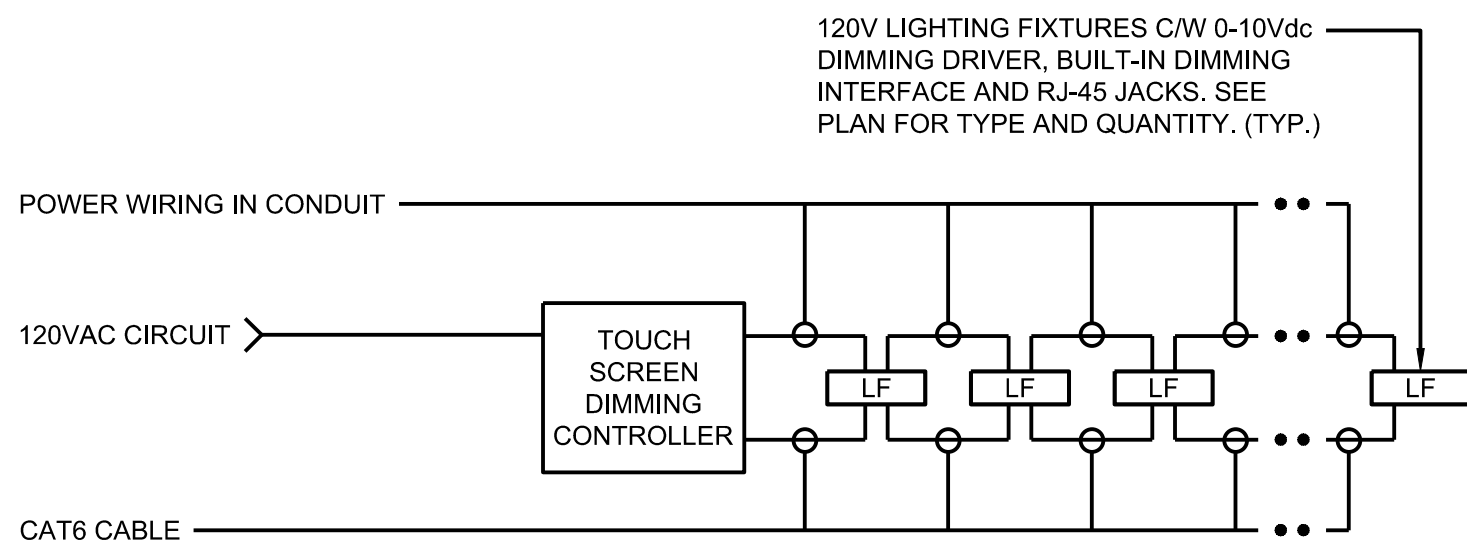 120V LIGHTING FIXTURES C/W 0-10Vdc
DIMMING DRIVER, BUILT-IN DIMMING
INTERFACE AND RJ-45 JACKS. SEE
PLAN FOR TYPE AND QUANTITY. (TYP.)
POWER WIRING IN CONDUIT
120VAC CIRCUIT
TOUCH
SCREEN
DIMMING
CONTROLLER
LF
LF
LF
LF
CAT6 CABLE